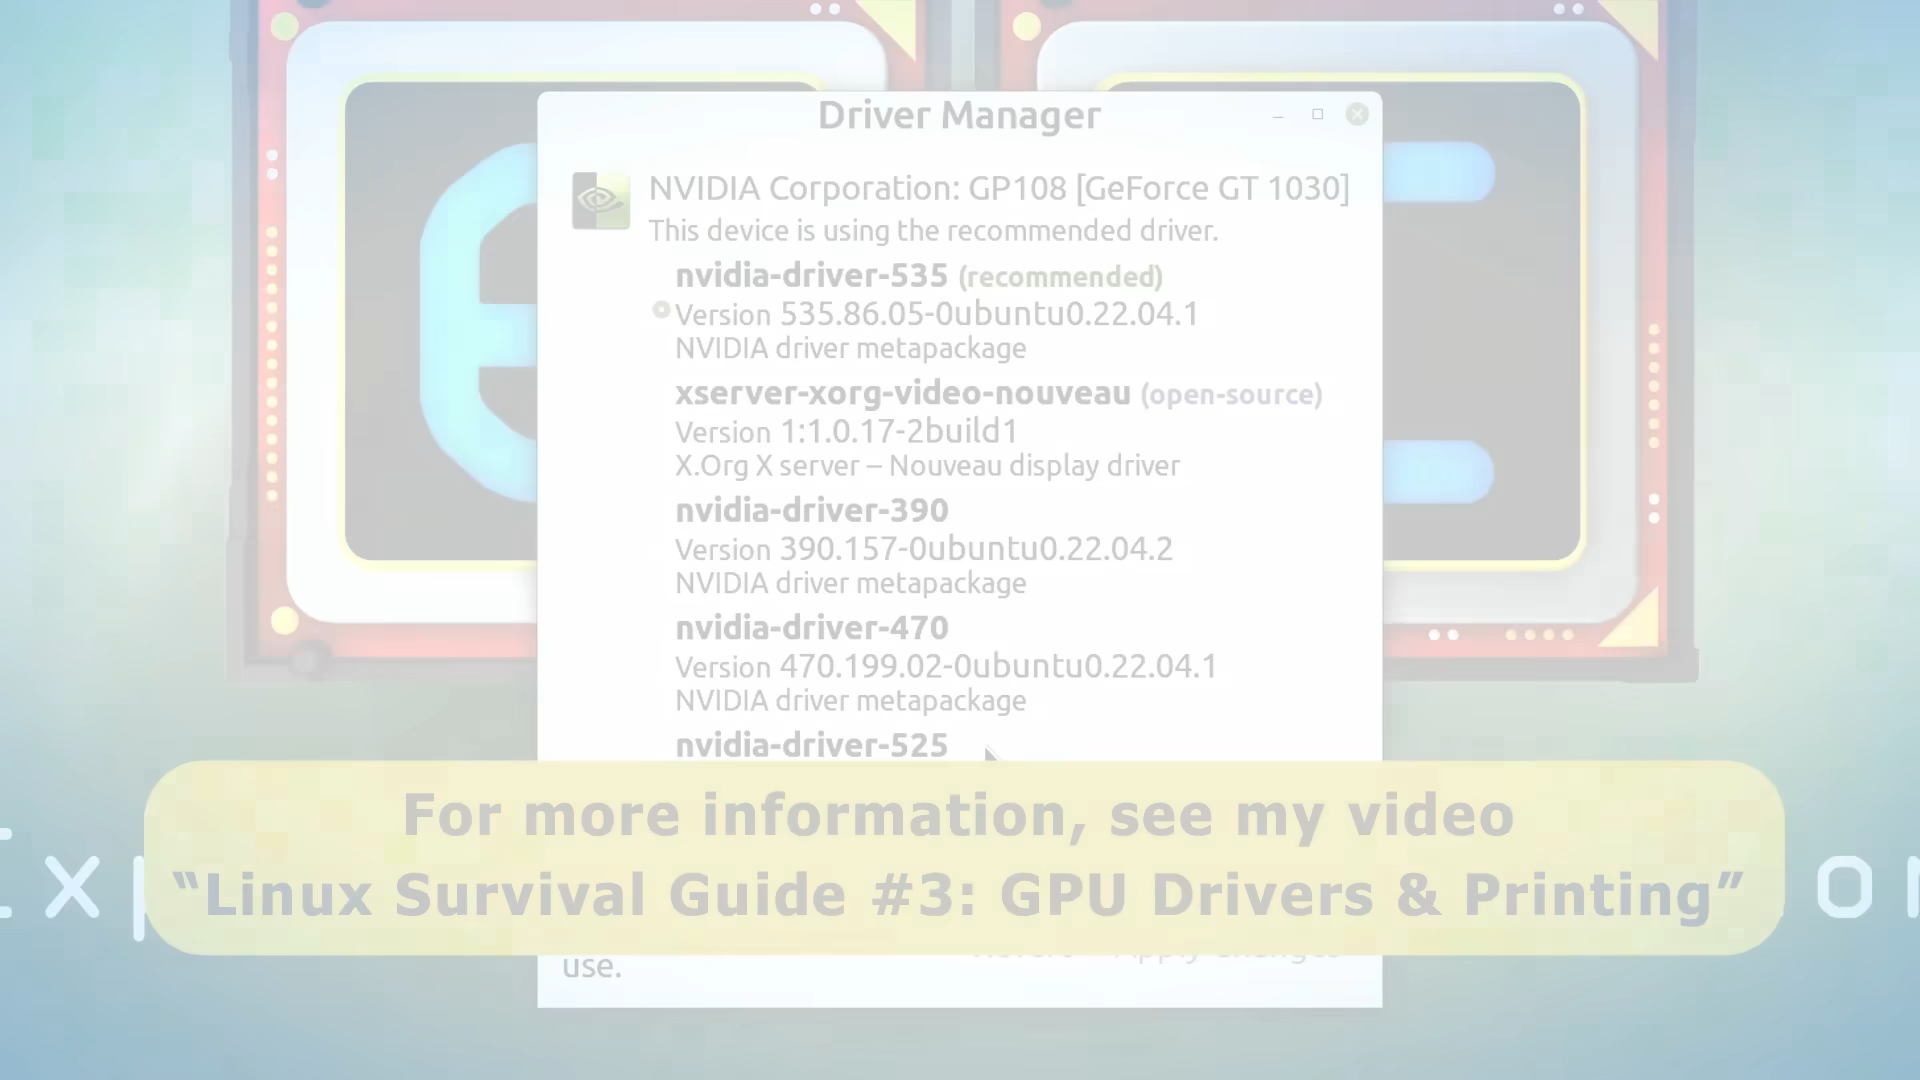 Driver Manager
NVIDIA Corporation: GP108 [GeForce GT 1030]
This device is using the recommended driver.
nvidia-driver-535 (recommended)
Version 535.86.05-0ubuntu0.22.04.1
NVIDIA driver metapackage
xserver-xorg-video-nouveau (open-source)
Version 1:1.0.17-2build1
X.Org X server – Nouveau display driver
nvidia-driver-390
Version 390.157-0ubuntu0.22.04.2
NVIDIA driver metapackage
nvidia-driver-470
Version 470.199.02-0ubuntu0.22.04.1
NVIDIA driver metapackage
nvidia-driver-525
For more information, see my video
“Linux Survival Guide #3: GPU Drivers & Printing”
use.